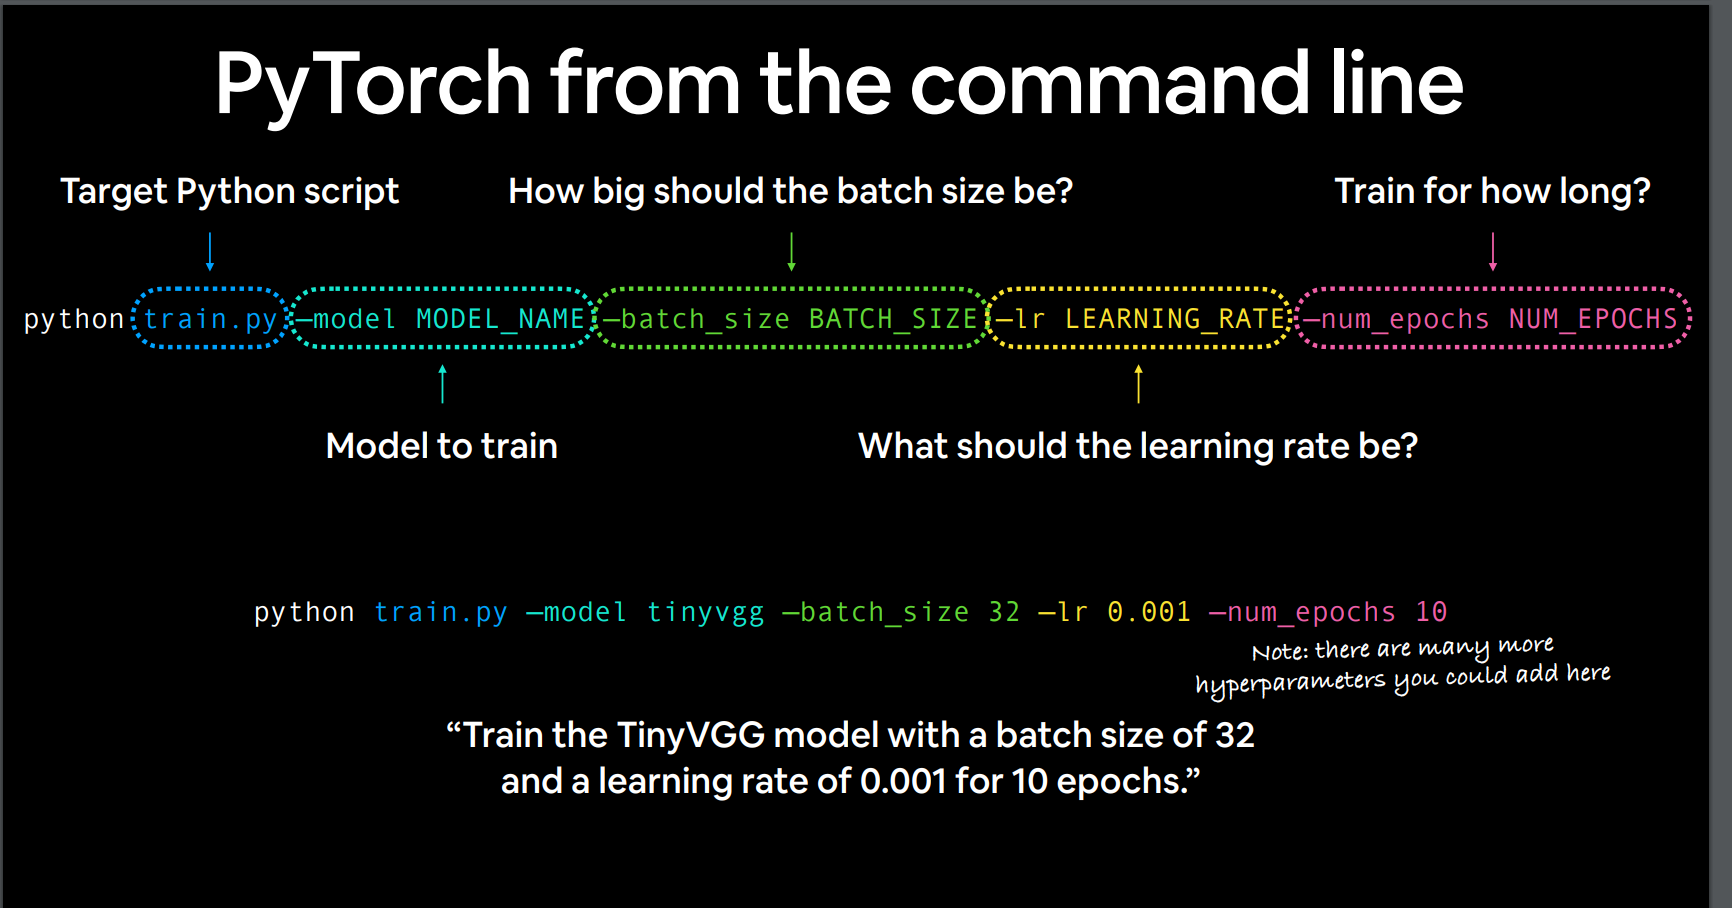 PyTorch from the command line
Target Python script
How big should the batch size be?
Train for how long?
python train.py —model MODEL_NAME —batch_size BATCH_SIZE —lr LEARNING_RATE —num_epochs NUM_EPOCHS
Model to train
What should the learning rate be?
python train.py —model tinyvgg —batch_size 32 —lr 0.001 —num_epochs 10
Note: there are many more
hyperparameters you could add here
“Train the TinyVGG model with a batch size of 32
and a learning rate of 0.001 for 10 epochs.”